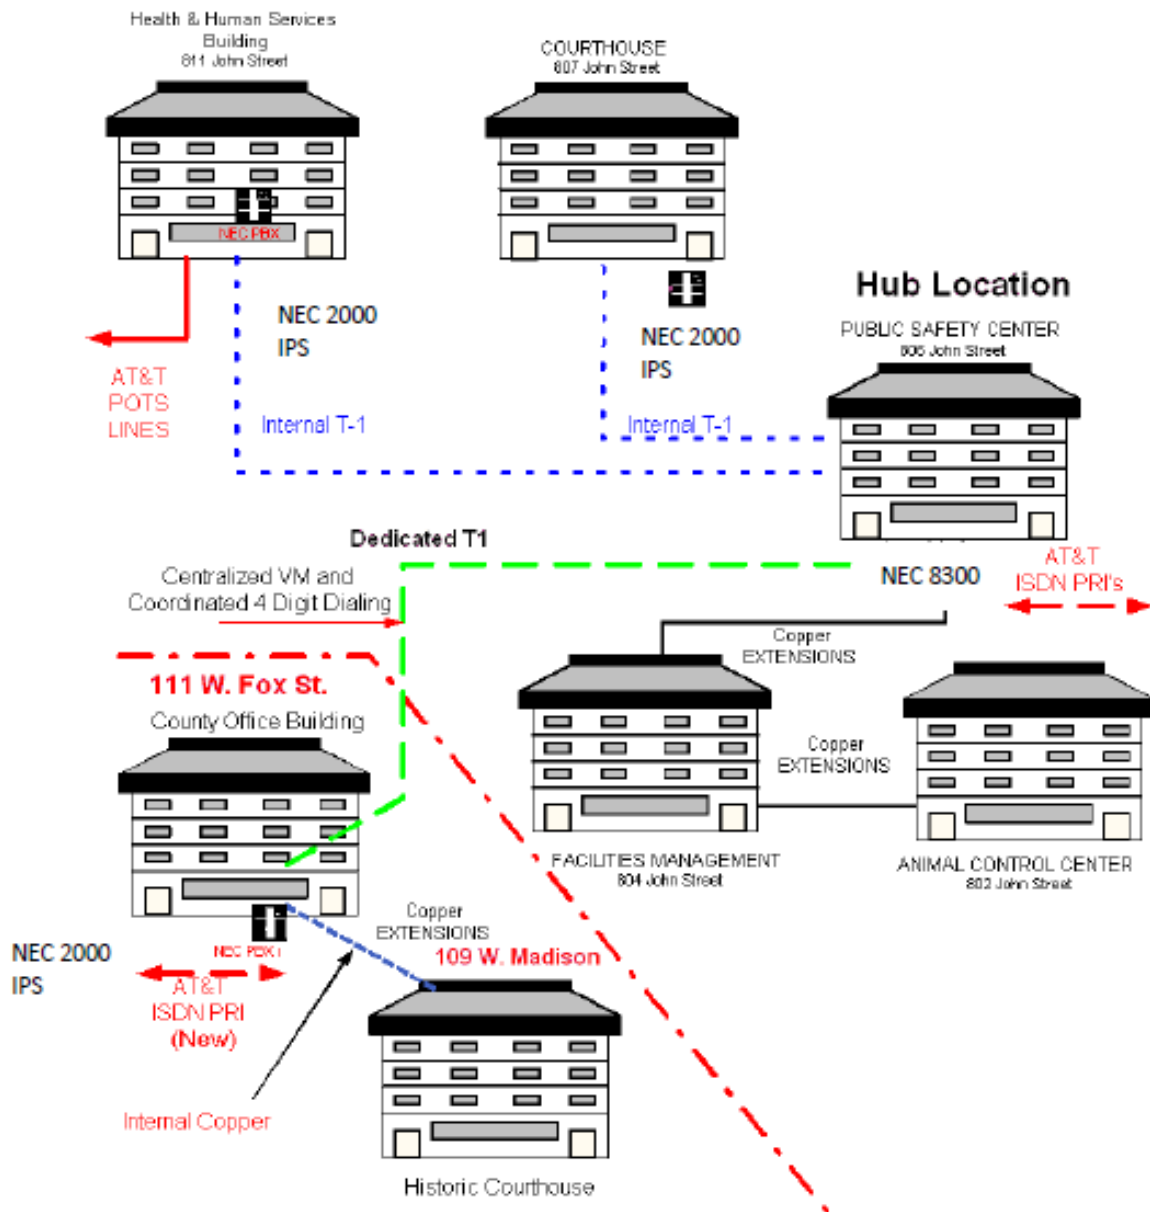 Health & Human Services
Building
811 John Street
COURTHOUSE
807 John Street
NEC PBX
Hub Location
NEC 2000
IPS
NEC 2000
IPS
PUBLIC SAFETY CENTER
806 John Street
AT&T
POTS
LINES
Internal T-1
Internal T-1
Dedicated T1
Centralized VM and
Coordinated 4 Digit Dialing
NEC 8300
AT&T
ISDN PRI's
Copper
EXTENSIONS
111 W. Fox St.
County Office Building
Copper
EXTENSIONS
FACILITIES MANAGEMENT
804 John Street
ANIMAL CONTROL CENTER
802 John Street
Copper
EXTENSIONS
NEC 2000
IPS
NEC PBX
109 W. Madison
AT&T
ISDN PRI
(New)
Internal Copper
Historic Courthouse